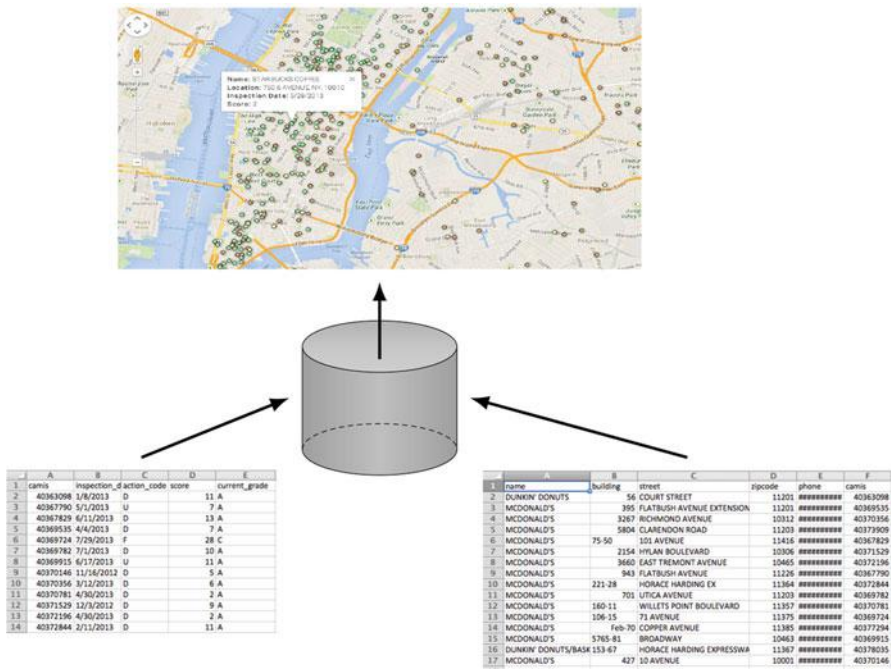 Name: STARBUCKS COFFEE
Location: 750 6 AVENUE NY, 10010
Inspection Date: 5/29/2013
Score: 2
A B C D E
1 camis inspection_d action_code score current_grade
2 40363098 1/8/2013 D 11 A
3 40367790 5/1/2013 U 7 A
4 40367829 6/11/2013 D 13 A
5 40369535 4/4/2013 D 7 A
6 40369724 7/29/2013 F 28 C
7 40369782 7/1/2013 D 10 A
8 40369915 6/17/2013 U 11 A
9 40370146 11/16/2012 D 5 A
10 40370356 3/12/2013 D 6 A
11 40370781 4/30/2013 D 2 A
12 40371529 12/3/2012 D 9 A
13 40372196 4/30/2013 D 2 A
14 40372844 2/11/2013 D 11 A
A B C D E F
1 name building street zipcode phone camis
2 DUNKIN' DONUTS 56 COURT STREET 11201 ########## 40363098
3 MCDONALD'S 395 FLATBUSH AVENUE EXTENSION 11201 ########## 40369535
4 MCDONALD'S 3267 RICHMOND AVENUE 10312 ########## 40370356
5 MCDONALD'S 5804 CLARENDON ROAD 11203 ########## 40373909
6 MCDONALD'S 75-50 101 AVENUE 11416 ########## 40367829
7 MCDONALD'S 2154 HYLAN BOULEVARD 10306 ########## 40371529
8 MCDONALD'S 3660 EAST TREMONT AVENUE 10465 ########## 40372196
9 MCDONALD'S 943 FLATBUSH AVENUE 11226 ########## 40367790
10 MCDONALD'S 221-28 HORACE HARDING EX 11364 ########## 40372844
11 MCDONALD'S 701 UTICA AVENUE 11203 ########## 40369782
12 MCDONALD'S 160-11 WILLETS POINT BOULEVARD 11357 ########## 40370781
13 MCDONALD'S 106-15 71 AVENUE 11375 ########## 40369724
14 MCDONALD'S Feb-70 COPPER AVENUE 11385 ########## 40377294
15 MCDONALD'S 5765-81 BROADWAY 10463 ########## 40369915
16 DUNKIN' DONUTS/BASK 153-67 HORACE HARDING EXPRESSWA 11367 ########## 40378035
17 MCDONALD'S 427 10 AVENUE 10001 ########## 40370146